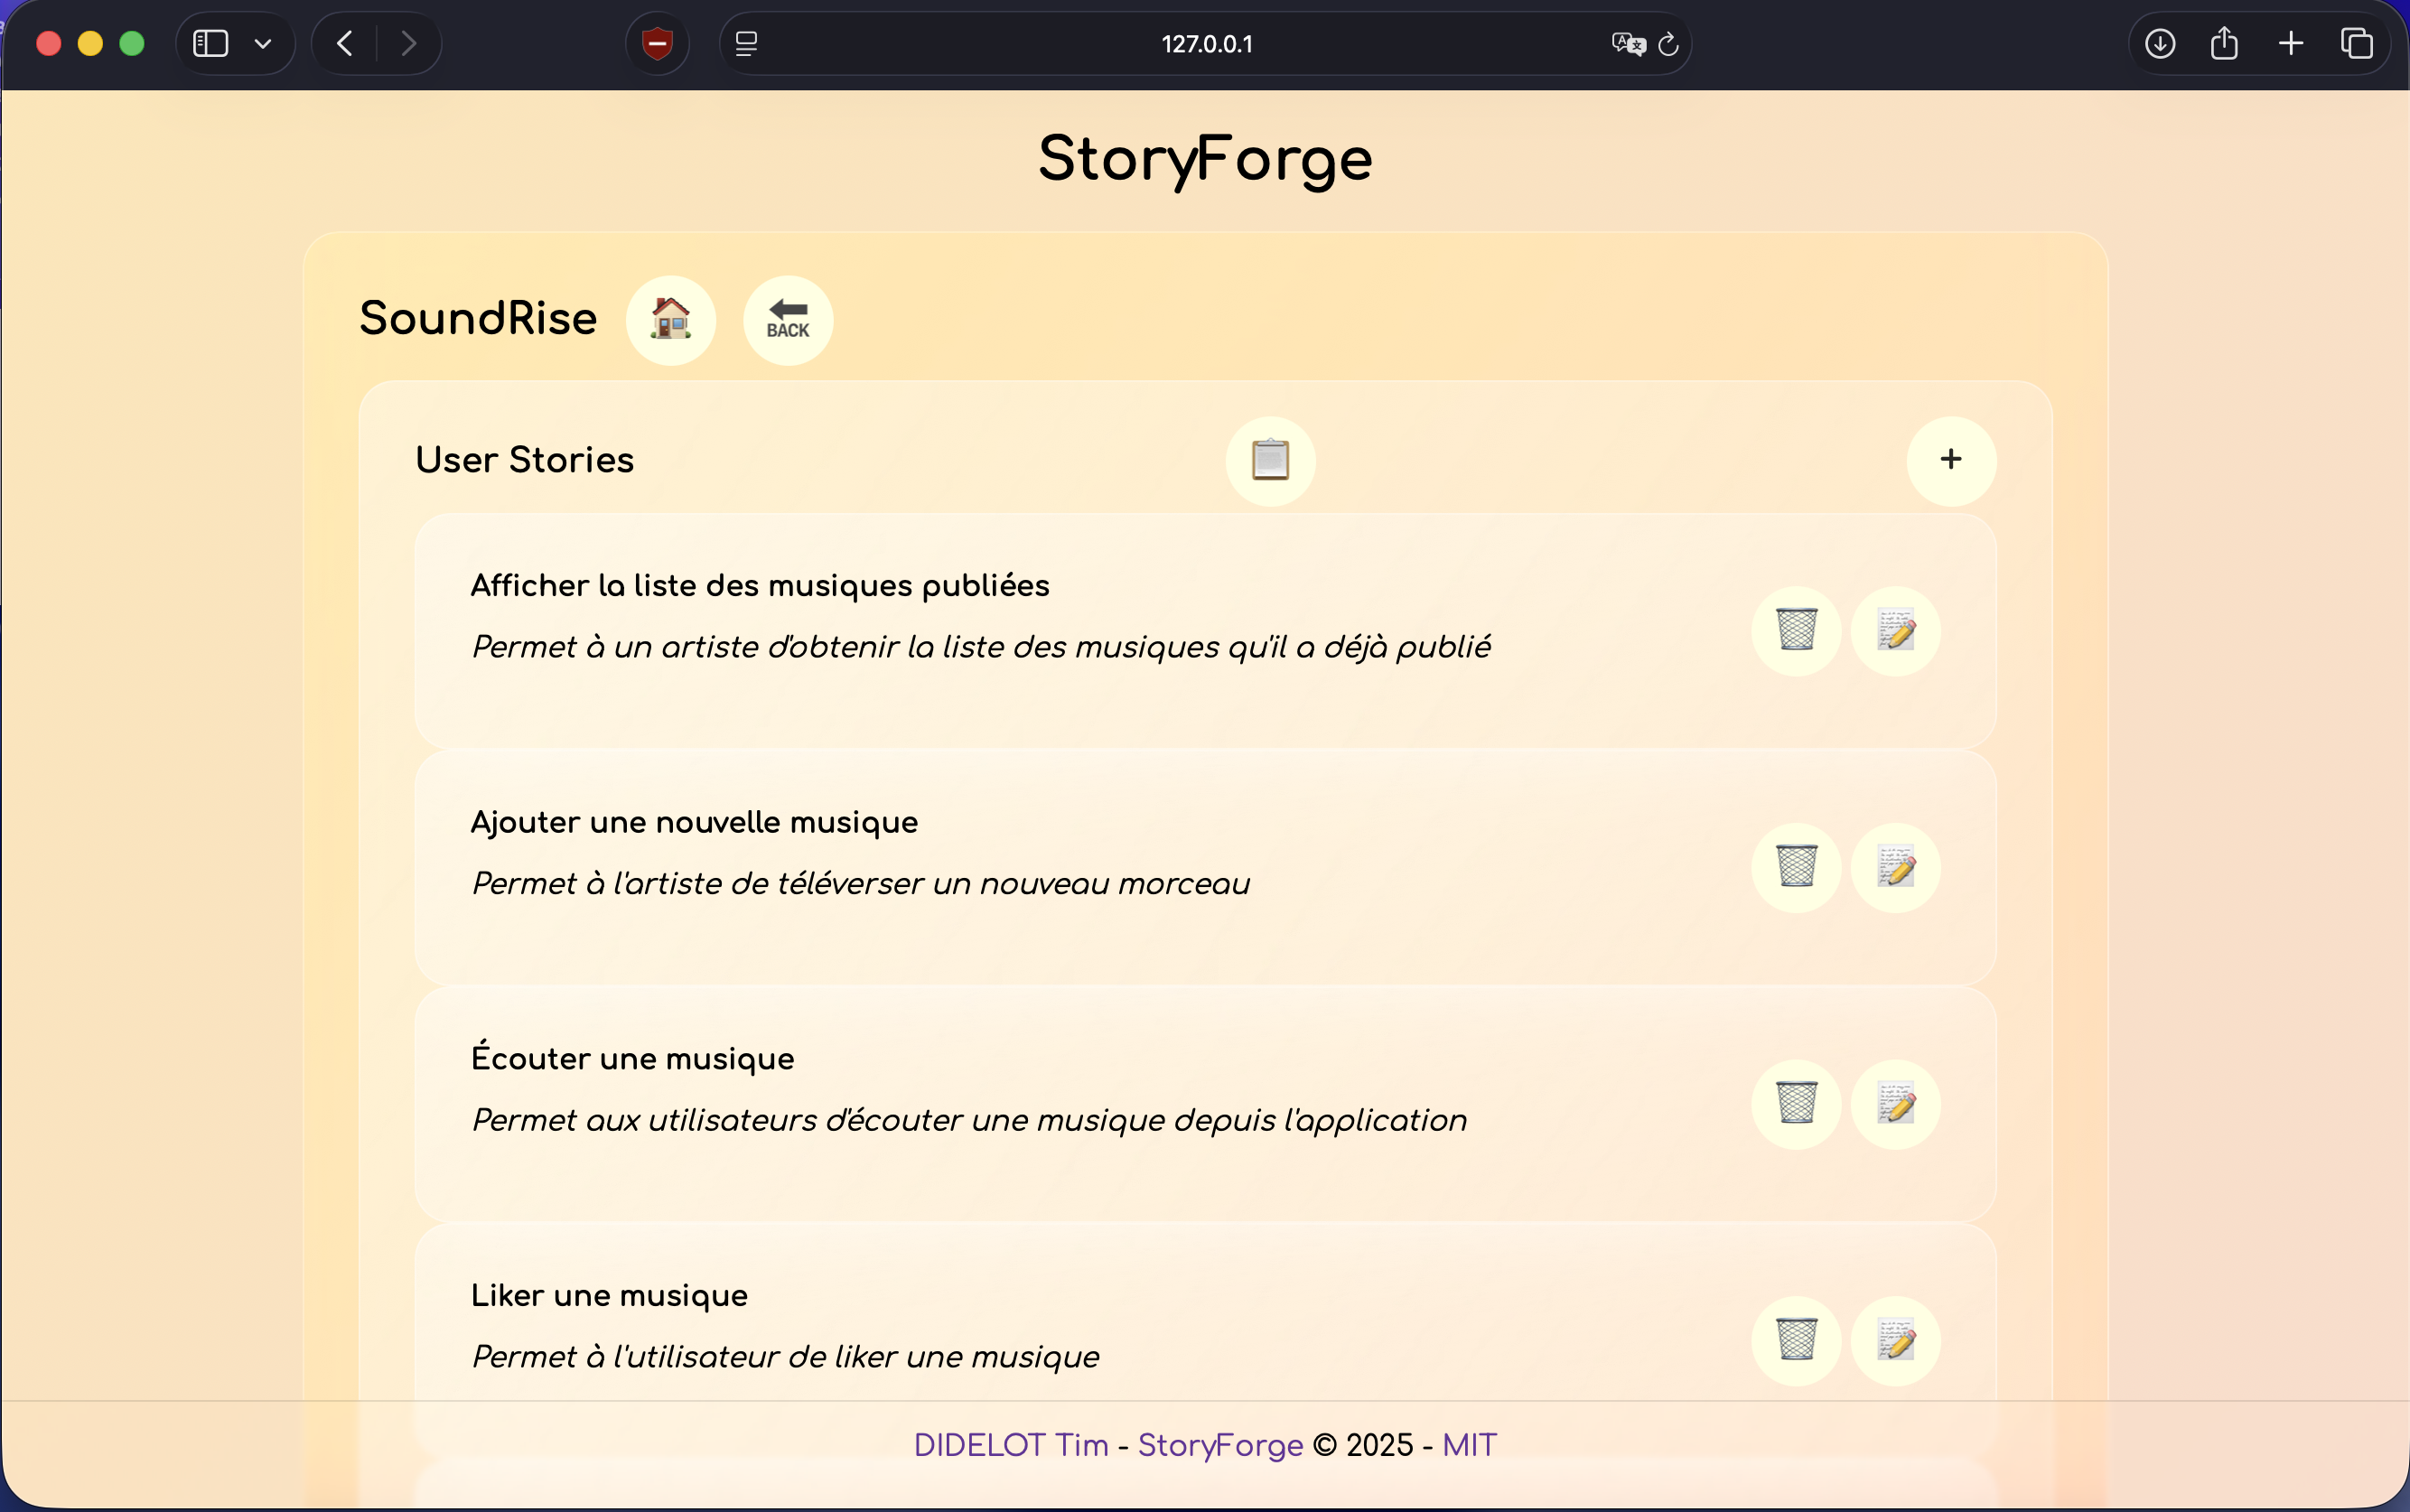 127.0.0.1
StoryForge
SoundRise
BACK
User Stories
+
Afficher la liste des musiques publiées
Permet à un artiste d'obtenir la liste des musiques qu'il a déjà publié
Ajouter une nouvelle musique
Permet à l'artiste de téléverser un nouveau morceau
Écouter une musique
Permet aux utilisateurs d'écouter une musique depuis l'application
Liker une musique
Permet à l'utilisateur de liker une musique
DIDELOT Tim - StoryForge © 2025 - MIT